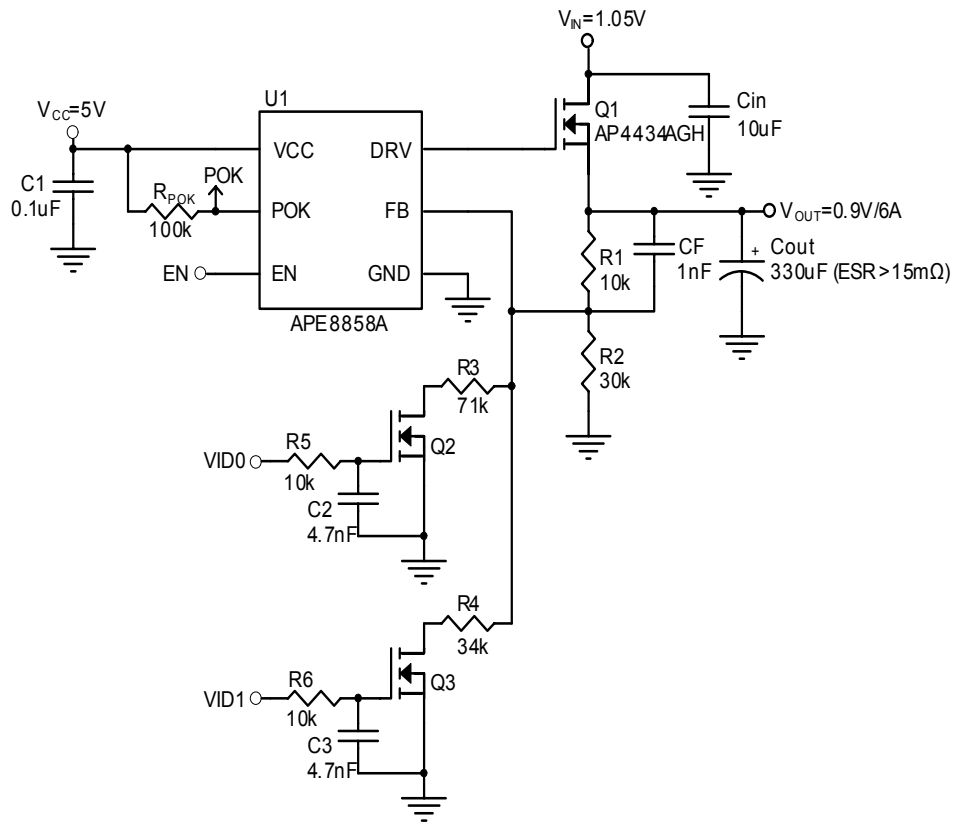 VIN=1.05V
U1
VCC=5V
Q1
AP4434AGH
Cin
10uF
VCC
DRV
C1
0.1uF
RPOK
100k
POK
POK
FB
VOUT=0.9V/6A
EN
EN
GND
R1
10k
CF
1nF
+
Cout
330uF (ESR>15mΩ)
APE8858A
R2
30k
R3
71k
Q2
VID0
R5
10k
C2
4.7nF
R4
34k
Q3
VID1
R6
10k
C3
4.7nF